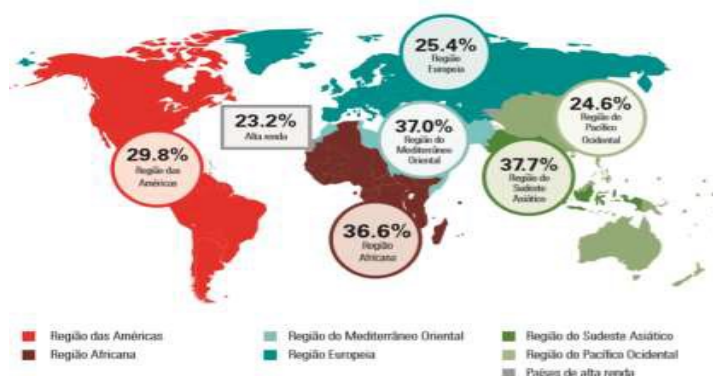 25.4%
Região
Europeia
24.6%
Região do
Pacífico
Ocidental
23.2%
Alta renda
37.0%
Região do
Mediterrâneo
Oriental
29.8%
Região das
Américas
37.7%
Região do
Sudeste
Asiático
36.6%
Região
Africana
Região das Américas
Região Africana
Região do Mediterrâneo Oriental
Região Europeia
Região do Sudeste Asiático
Região do Pacífico Ocidental
Países de alta renda